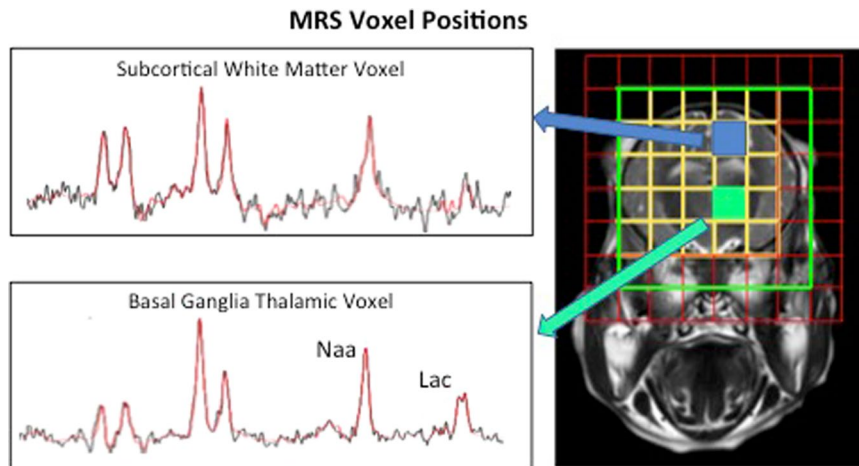 MRS Voxel Positions
Subcortical White Matter Voxel
Basal Ganglia Thalamic Voxel
Naa
Lac